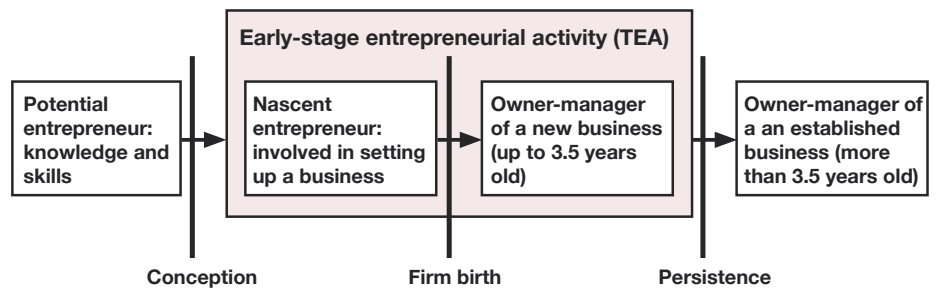 Early-stage entrepreneurial activity (TEA)
Potential
entrepreneur:
knowledge and
skills
Nascent
entrepreneur:
involved in setting
up a business
Owner-manager
of a new business
(up to 3.5 years
old)
Owner-manager of
a an established
business (more
than 3.5 years old)
Conception
Firm birth
Persistence